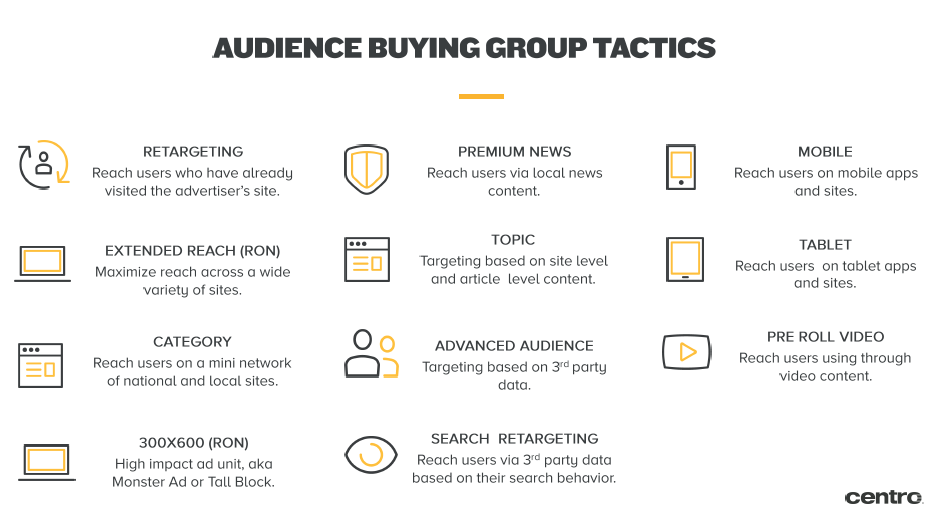 AUDIENCE BUYING GROUP TACTICS
RETARGETING
Reach users who have already
visited the advertiser's site.
EXTENDED REACH (RON)
Maximize reach across a wide
variety of sites.
CATEGORY
Reach users on a mini network
of national and local sites.
300X600 (RON)
High impact ad unit, aka
Monster Ad or Tall Block.
PREMIUM NEWS
Reach users via local news
content.
TOPIC
Targeting based on site level
and article level content.
ADVANCED AUDIENCE
Targeting based on 3rd party
data.
SEARCH RETARGETING
Reach users via 3rd party data
based on their search behavior.
MOBILE
Reach users on mobile apps
and sites.
TABLET
Reach users on tablet apps
and sites.
PRE ROLL VIDEO
Reach users using through
video content.
centro